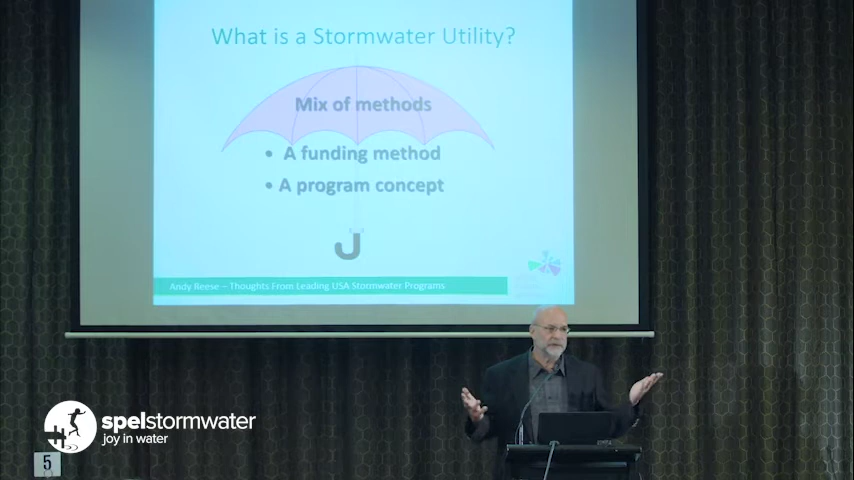 What is a Stormwater Utility?
Mix of methods
• A funding method
• A program concept
Andy Reese – Thoughts From Leading USA Stormwater Programs
spelstormwater
joy in water
5